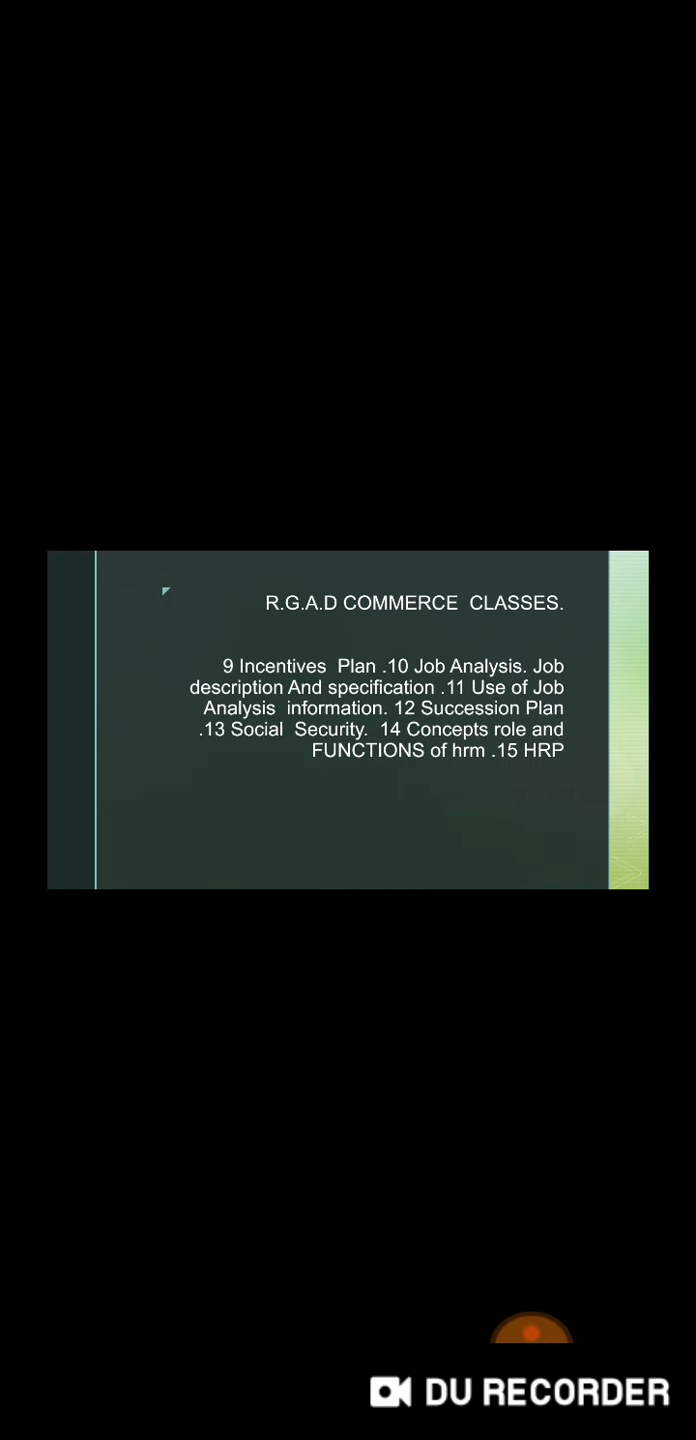 R.G.A.D COMMERCE  CLASSES.
9 Incentives  Plan .10 Job Analysis. Job
description And specification .11 Use of Job
Analysis  information. 12 Succession Plan
.13 Social  Security.  14 Concepts role and
FUNCTIONS of hrm .15 HRP
DU RECORDER